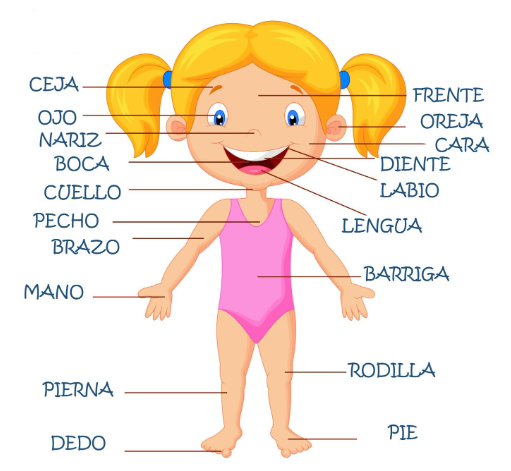 CEJA
FRENTE
OJO
OREJA
NARIZ
CARA
BOCA
DIENTE
CUELLO
LABIO
PECHO
LENGUA
BRAZO
BARRIGA
MANO
RODILLA
PIERNA
PIE
DEDO